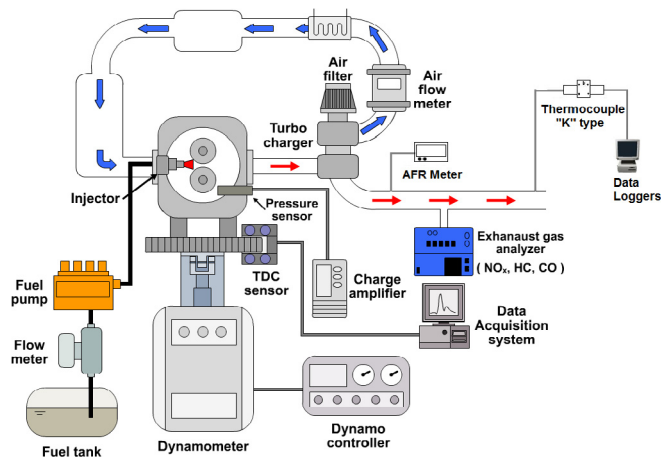 Air
filter
Air
flow
meter
Turbo
charger
Thermocouple
"K" type
AFR Meter
Data
Loggers
Injector
Pressure
sensor
Exhanaust gas
analyzer
( NOₓ, HC, CO )
Fuel
pump
TDC
sensor
Charge
amplifier
Data
Acquisition
system
Flow
meter
Fuel tank
Dynamometer
Dynamo
controller